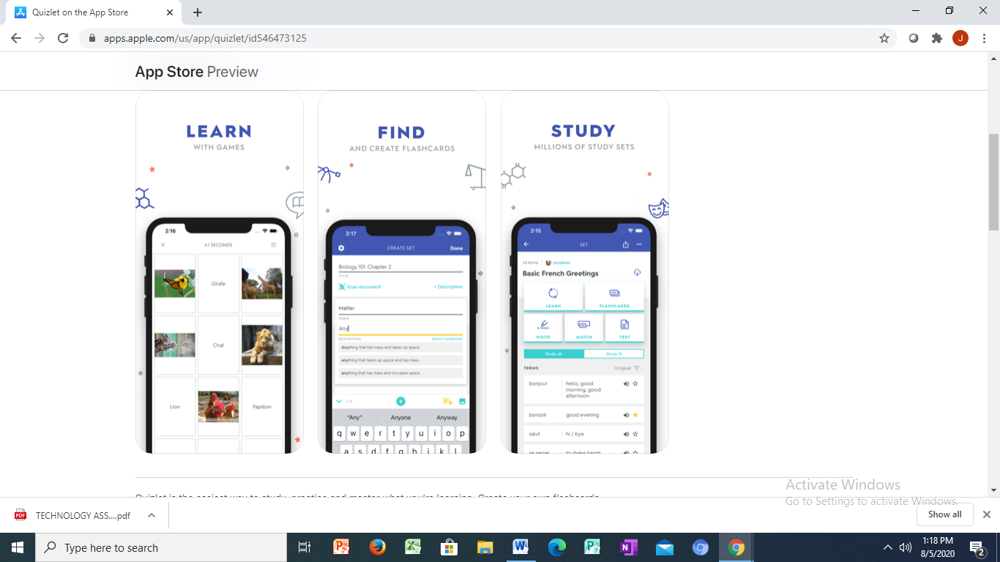 Quizlet on the App Store
apps.apple.com/us/app/quizlet/id546473125
J
App Store Preview
LEARN
WITH GAMES
2:16
4.1 SECONDS
Girafe
Chat
Lion
Papillon
FIND
AND CREATE FLASHCARDS
2:17
CREATE SET
Done
Biology 101: Chapter 2
TITLE
Scan document
+ Description
Matter
TERM
Any
DEFINITION
SELECT LANGUAGE
Anything that has mass and takes up space
anything that takes up space and has mass
anything that has mass and occupies space
1/3
"Any"
Anyone
Anyway
q w e r t y u i o p
a s d f g h j k l
STUDY
MILLIONS OF STUDY SETS
2:15
SET
Basic French Greetings
LEARN
FLASHCARDS
WRITE
MATCH
TEST
Study all
Study 12
TERMS
Original
bonjour
hello, good
morning, good
afternoon
bonsoir
good evening
salut
hi / bye
se serrer
to shake hands
Quizlet is the easiest way to study, practice and master what you're learning. Create your own flashcards
Activate Windows
Go to Settings to activate Windows.
PDF
TECHNOLOGY ASS....pdf
Show all
Type here to search
1:18 PM
8/5/2020
2